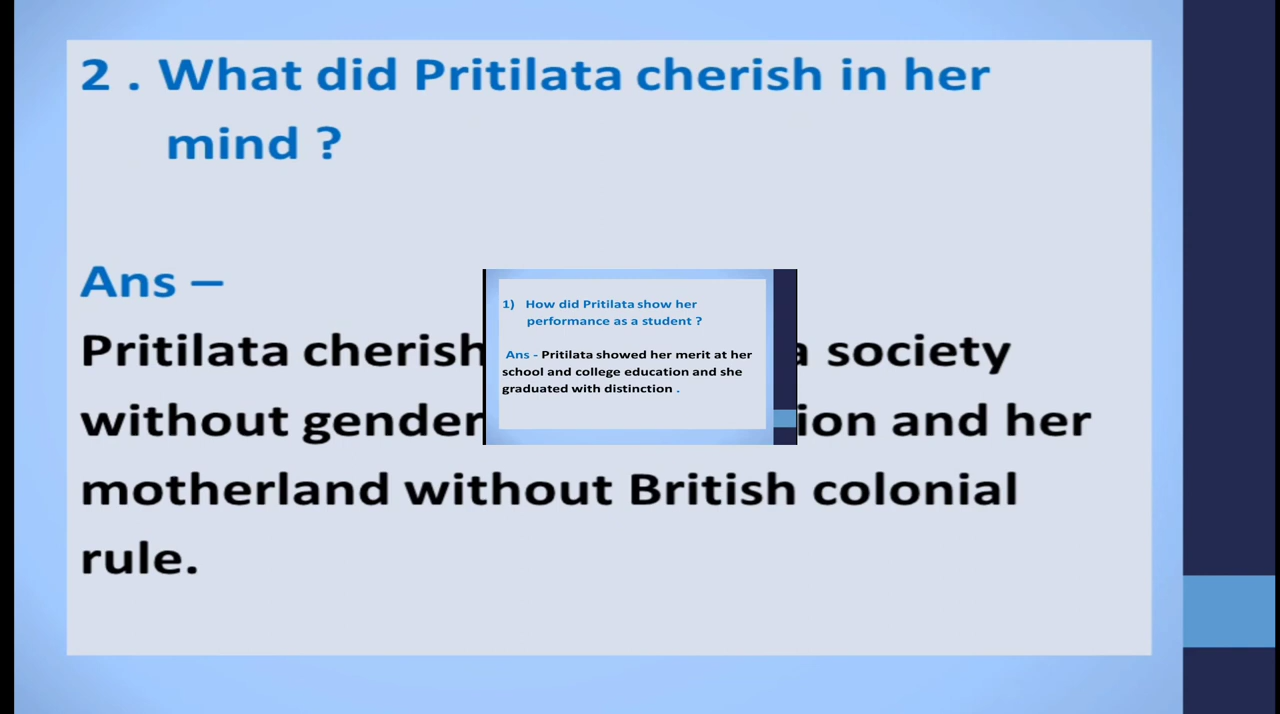 2 . What did Pritilata cherish in her
mind ?
Ans –
Pritilata cherish
society
without gender
ion and her
motherland without British colonial
rule.
1) How did Pritilata show her
performance as a student ?
Ans - Pritilata showed her merit at her
school and college education and she
graduated with distinction .